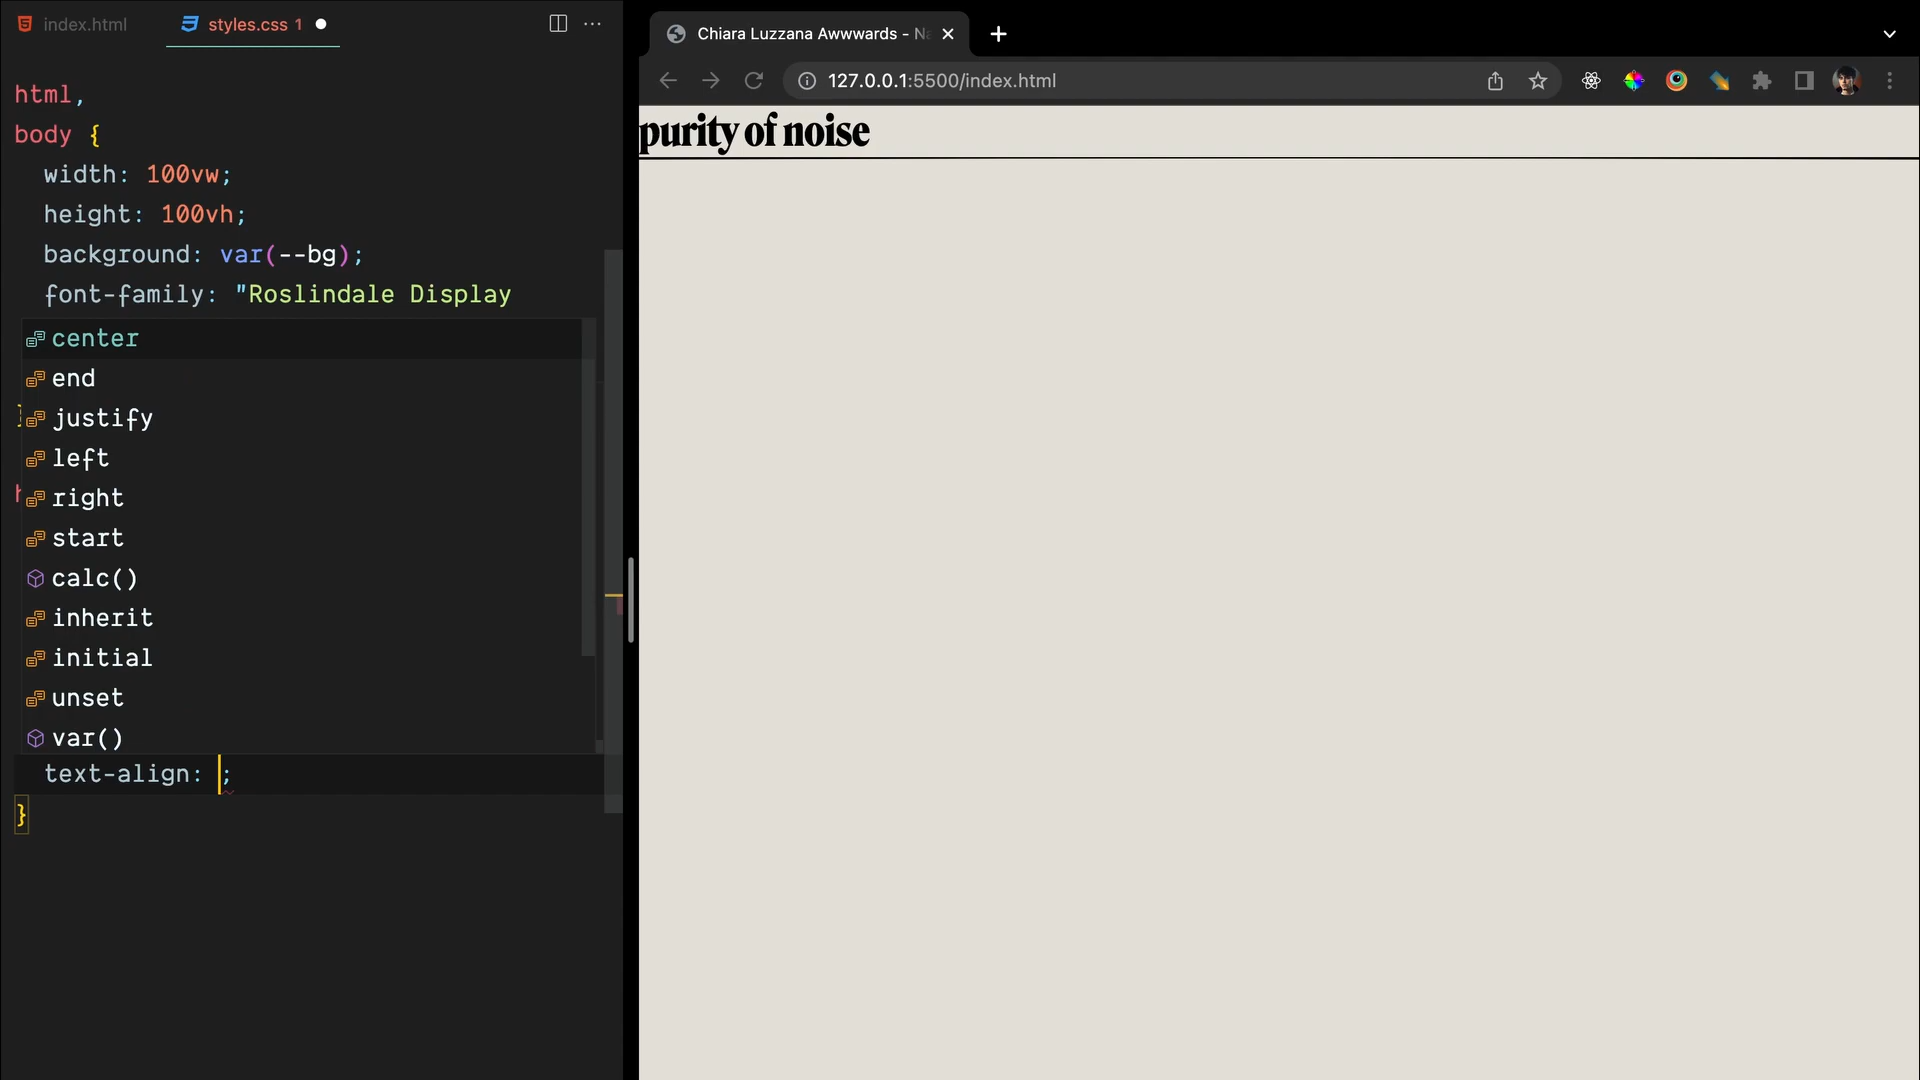 index.html
styles.css 1
html,
body {
width: 100vw;
height: 100vh;
background: var(--bg);
font-family: "Roslindale Display
center
end
justify
left
right
start
calc()
inherit
initial
unset
var()
text-align: ;
}
Chiara Luzzana Awwwards - Na
127.0.0.1:5500/index.html
purity of noise